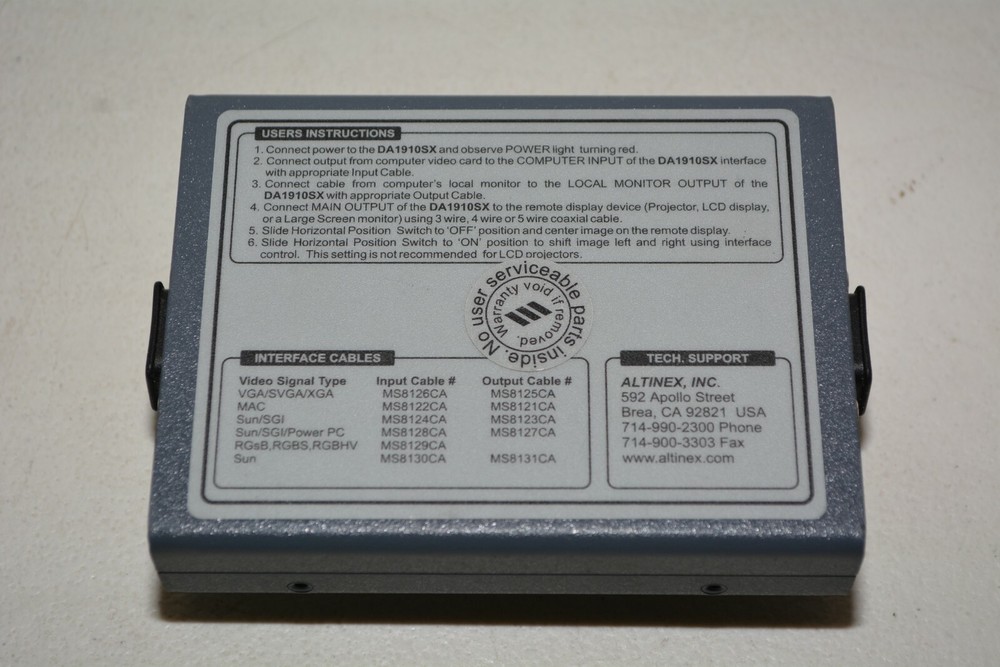 USERS INSTRUCTIONS
1. Connect power to the DA1910SX and observe POWER light turning red.
2. Connect output from computer video card to the COMPUTER INPUT of the DA1910SX interface
with appropriate Input Cable.
3. Connect cable from computer's local monitor to the LOCAL MONITOR OUTPUT of the
DA1910SX with appropriate Output Cable.
4. Connect MAIN OUTPUT of the DA1910SX to the remote display device (Projector, LCD display,
or a Large Screen monitor) using 3 wire, 4 wire or 5 wire coaxial cable.
5. Slide Horizontal Position Switch to 'OFF' position and center image on the remote display.
6. Slide Horizontal Position Switch to 'ON' position to shift image left and right using interface
control. This setting is not recommended for LCD projectors.
No user serviceable parts inside.
Warranty void if removed.
INTERFACE CABLES
Video Signal Type Input Cable # Output Cable #
VGA/SVGA/XGA MS8126CA MS8125CA
MAC MS8122CA MS8121CA
Sun/SGI MS8124CA MS8123CA
Sun/SGI/Power PC MS8128CA MS8127CA
RGsB,RGBS,RGBHV MS8129CA
Sun MS8130CA MS8131CA
TECH. SUPPORT
ALTINEX, INC.
592 Apollo Street
Brea, CA 92821 USA
714-990-2300 Phone
714-900-3303 Fax
www.altinex.com